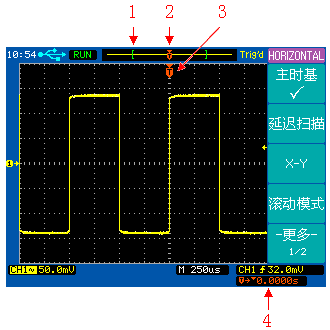 1 2 3
10:54 RUN T Trig'd HORIZONTAL
T
主时基
延迟扫描
X-Y
滚动模式
-更多-
1/2
1
CH1 50.0mV M 250us CH1 32.0mV
T 0.0000s
4